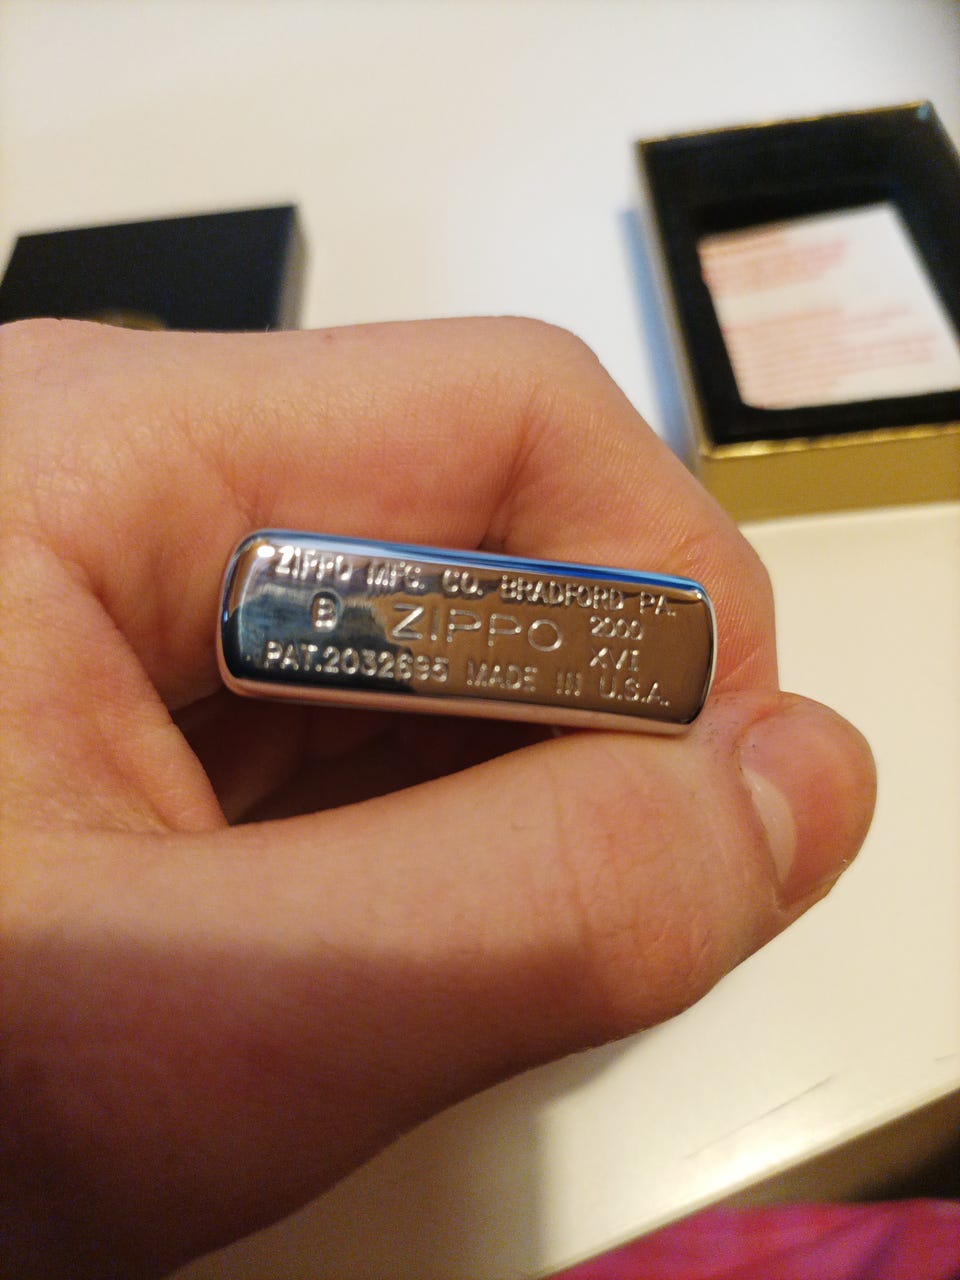 ZIPPO MFG. CO. BRADFORD PA.
B ZIPPO 2000
XVI
PAT.2032695 MADE IN U.S.A.